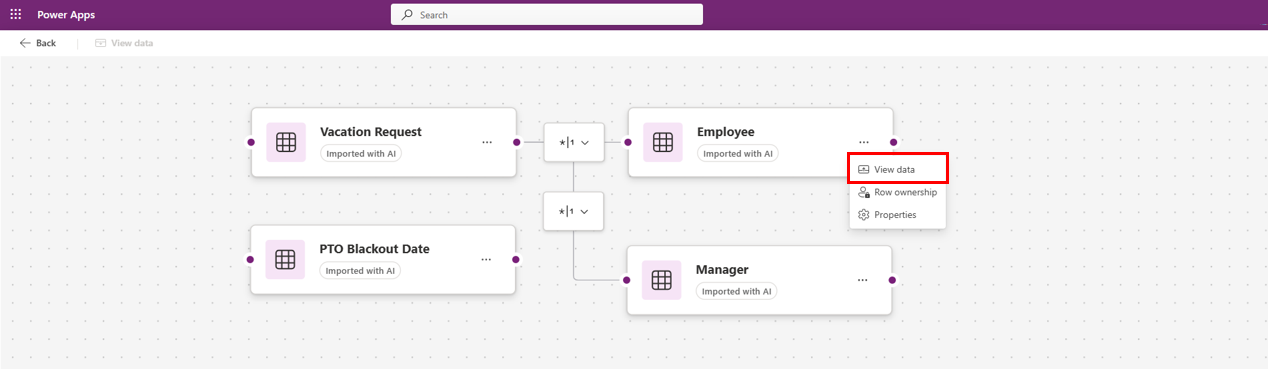 Power Apps
Search
Back
View data
Vacation Request
Imported with AI
*|1
Employee
Imported with AI
View data
Row ownership
Properties
*|1
PTO Blackout Date
Imported with AI
Manager
Imported with AI